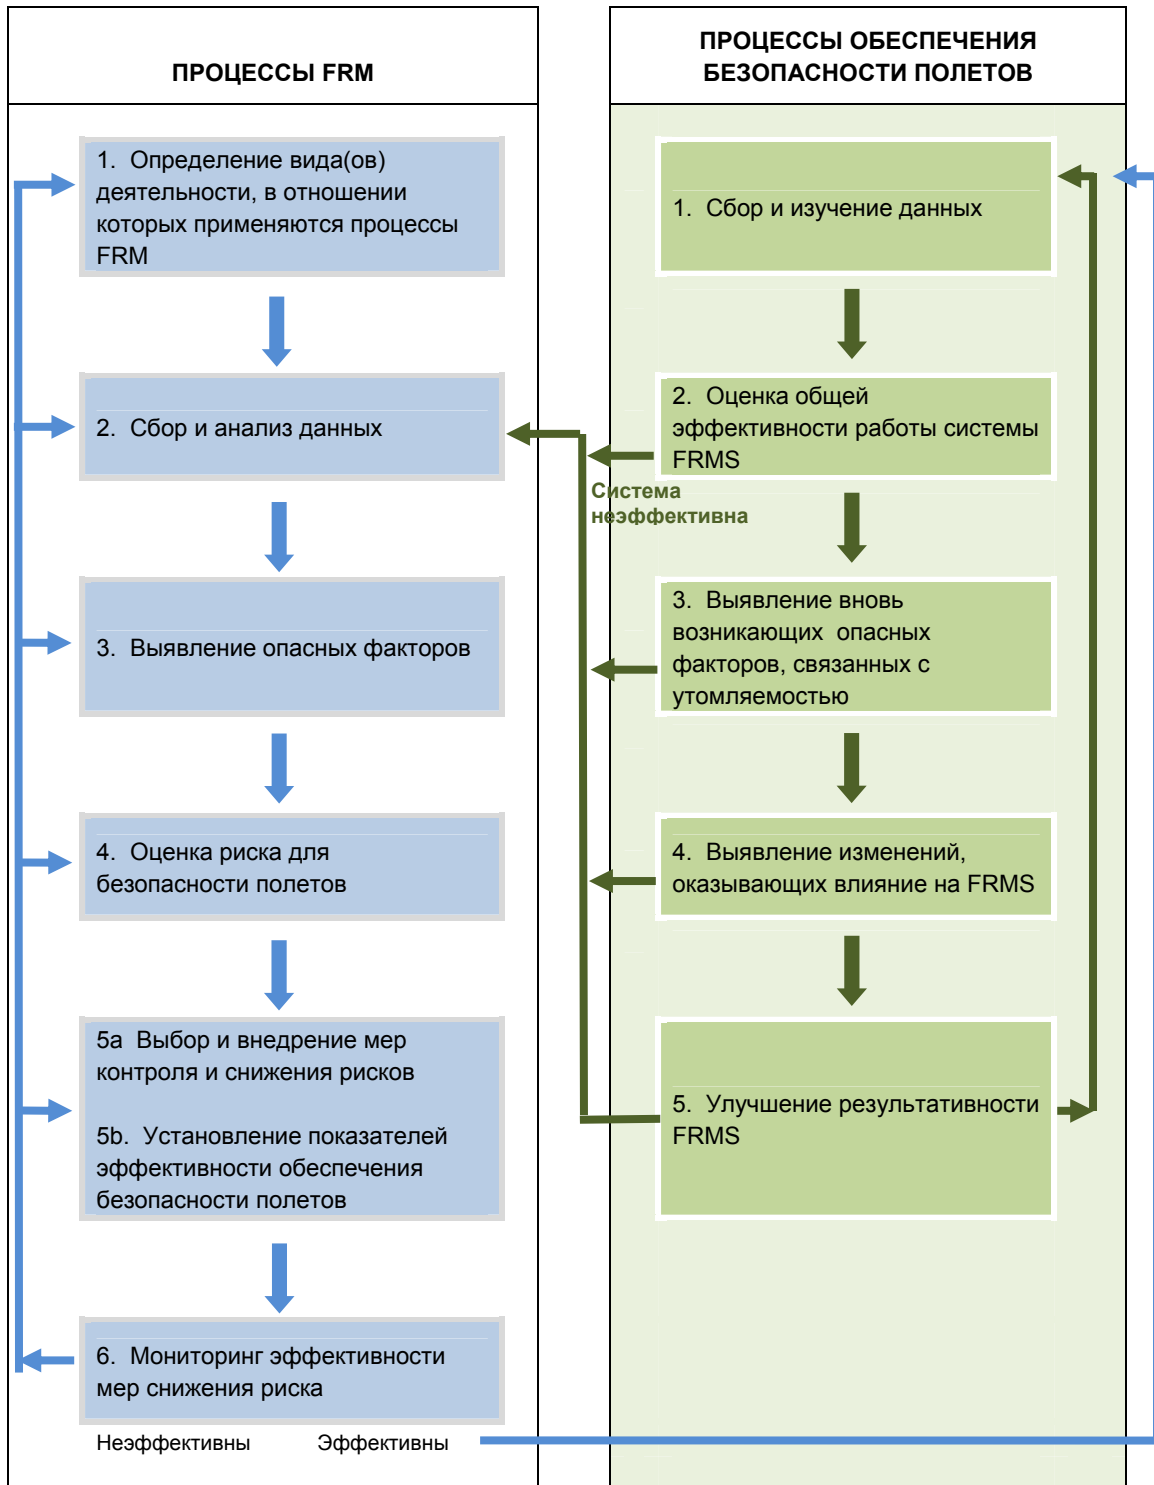 ПРОЦЕССЫ FRM
1. Определение вида(ов)
деятельности, в отношении
которых применяются процессы
FRM
2. Сбор и анализ данных
3. Выявление опасных факторов
4. Оценка риска для
безопасности полетов
5a Выбор и внедрение мер
контроля и снижения рисков
5b. Установление показателей
эффективности обеспечения
безопасности полетов
6. Мониторинг эффективности
мер снижения риска
Неэффективны Эффективны
ПРОЦЕССЫ ОБЕСПЕЧЕНИЯ
БЕЗОПАСНОСТИ ПОЛЕТОВ
1. Сбор и изучение данных
2. Оценка общей
эффективности работы системы
FRMS
Система
неэффективна
3. Выявление вновь
возникающих опасных
факторов, связанных с
утомляемостью
4. Выявление изменений,
оказывающих влияние на FRMS
5. Улучшение результативности
FRMS